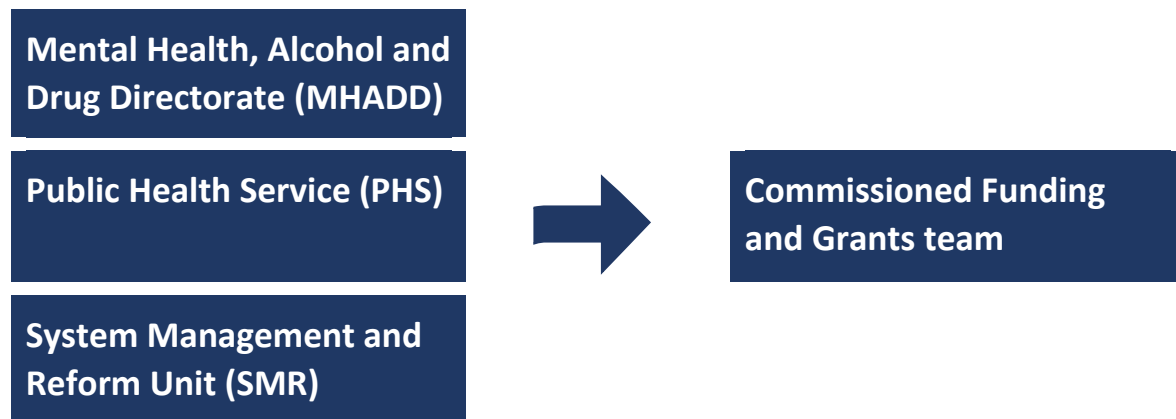 Mental Health, Alcohol and
Drug Directorate (MHADD)
Public Health Service (PHS)
System Management and
Reform Unit (SMR)
Commissioned Funding
and Grants team